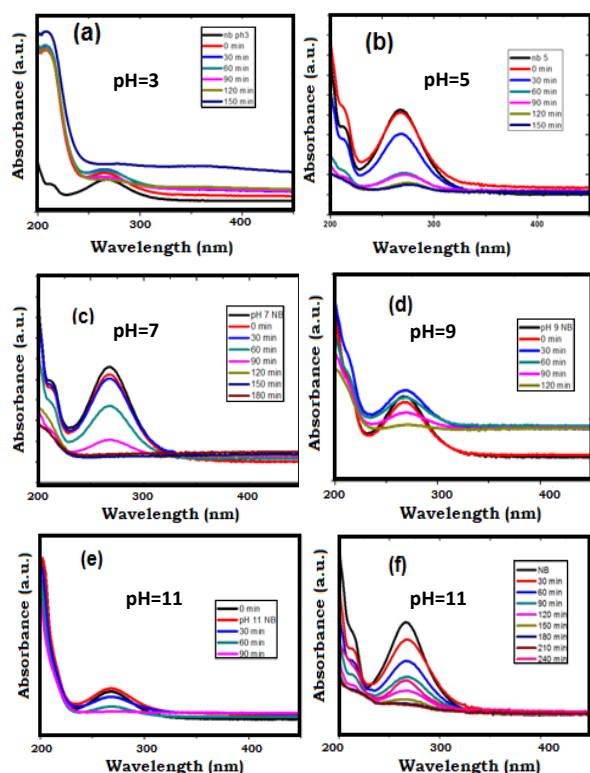 (a)
pH=3
nb ph3
0 min
30 min
60 min
90 min
120 min
150 min
Absorbance (a.u.)
200
300
400
Wavelength (nm)
(b)
pH=5
nb 5
0 min
30 min
60 min
90 min
120 min
150 min
Absorbance (a.u.)
200
300
400
Wavelength (nm)
(c)
pH=7
pH 7 NB
0 min
30 min
60 min
90 min
120 min
150 min
180 min
Absorbance (a.u.)
200
300
400
Wavelength (nm)
(d)
pH=9
pH 9 NB
0 min
30 min
60 min
90 min
120 min
Absorbance (a.u.)
200
300
400
Wavelength (nm)
(e)
pH=11
0 min
pH 11 NB
30 min
60 min
90 min
Absorbance (a.u.)
200
300
400
Wavelength (nm)
(f)
pH=11
NB
30 min
60 min
90 min
120 min
150 min
180 min
210 min
240 min
Absorbance (a.u.)
200
300
400
Wavelength (nm)